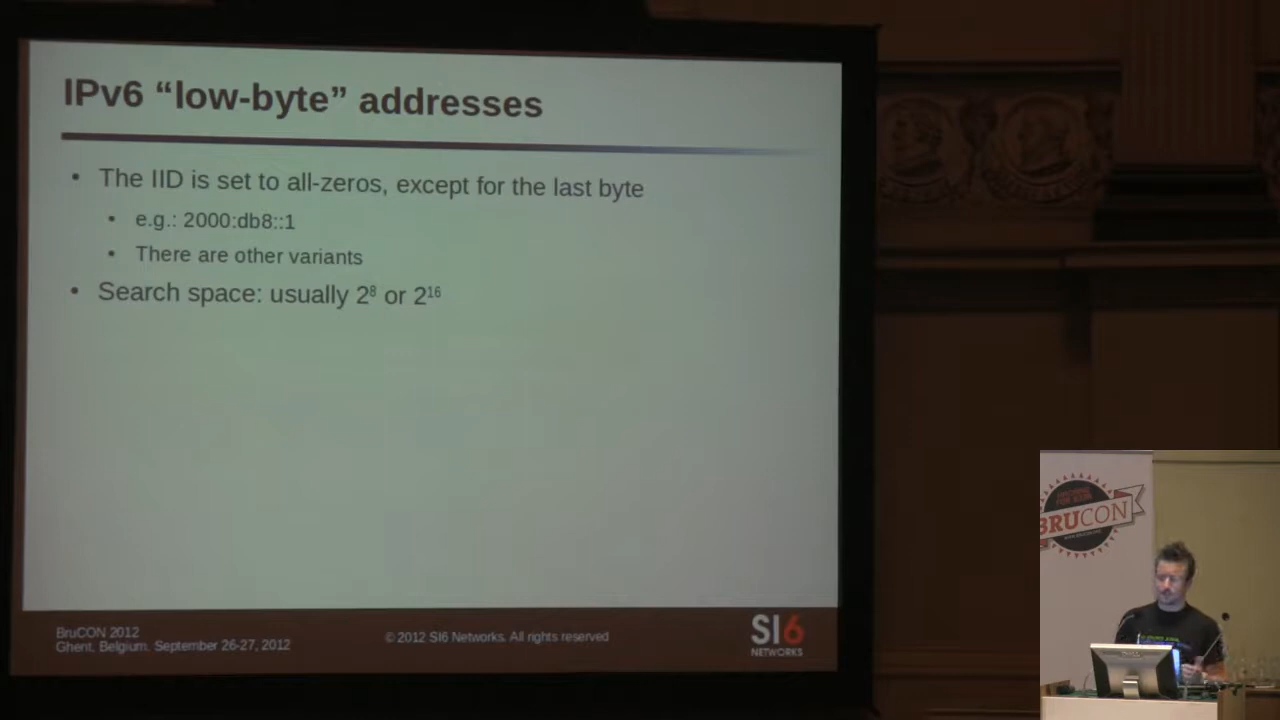 IPv6 “low-byte” addresses
• The IID is set to all-zeros, except for the last byte
• e.g.: 2000:db8::1
• There are other variants
• Search space: usually 2⁸ or 2¹⁶
BruCON 2012
Ghent, Belgium. September 26-27, 2012
© 2012 SI6 Networks. All rights reserved
SI6
NETWORKS
BRUCON